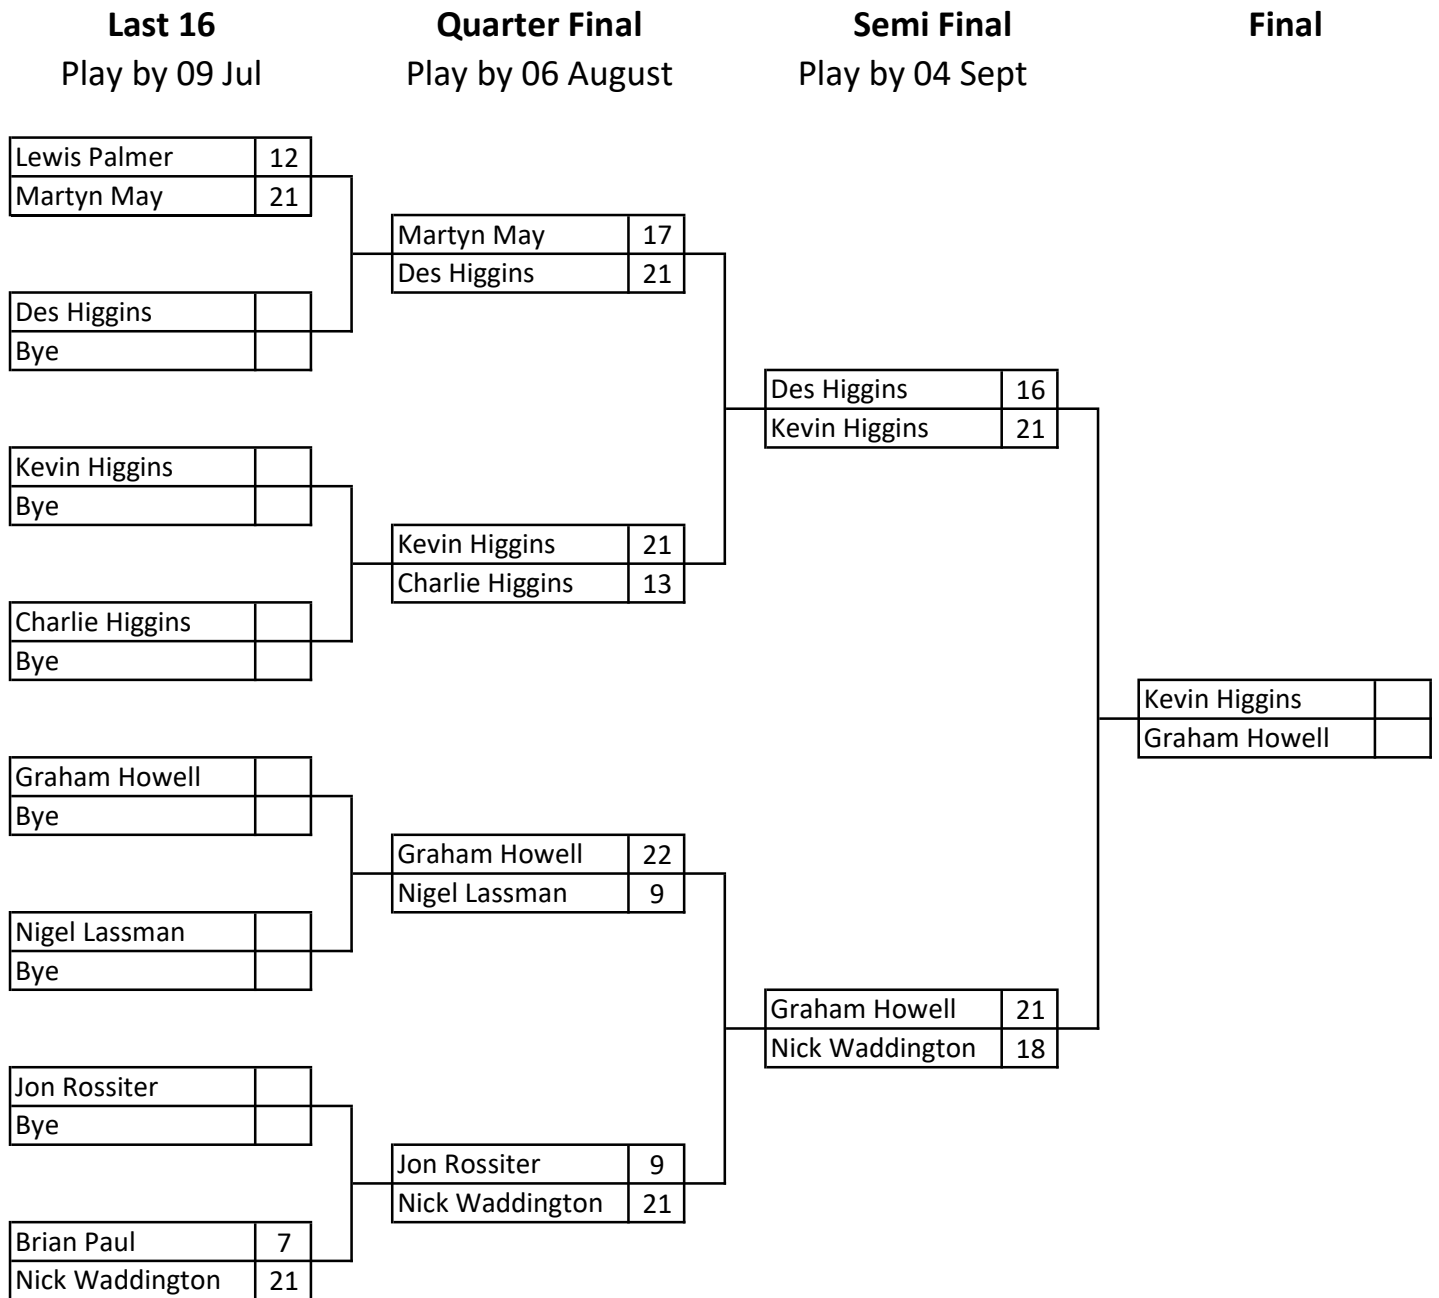 Last 16 Quarter Final Semi Final Final
Play by 09 Jul Play by 06 August Play by 04 Sept
Lewis Palmer 12
Martyn May 21
Des Higgins
Bye
Kevin Higgins
Bye
Charlie Higgins
Bye
Graham Howell
Bye
Nigel Lassman
Bye
Jon Rossiter
Bye
Brian Paul 7
Nick Waddington 21
Martyn May 17
Des Higgins 21
Kevin Higgins 21
Charlie Higgins 13
Graham Howell 22
Nigel Lassman 9
Jon Rossiter 9
Nick Waddington 21
Des Higgins 16
Kevin Higgins 21
Graham Howell 21
Nick Waddington 18
Kevin Higgins
Graham Howell